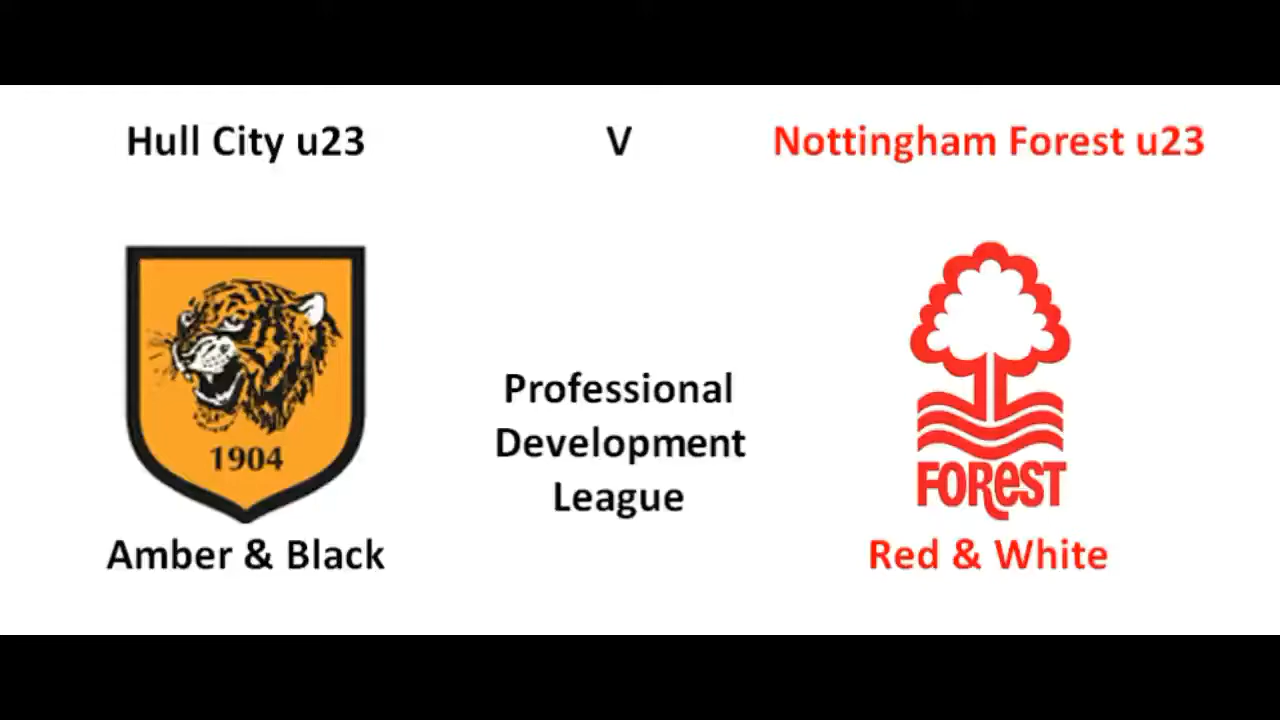 Hull City u23
V
Nottingham Forest u23
1904
Professional
Development
League
FOREST
Amber & Black
Red & White